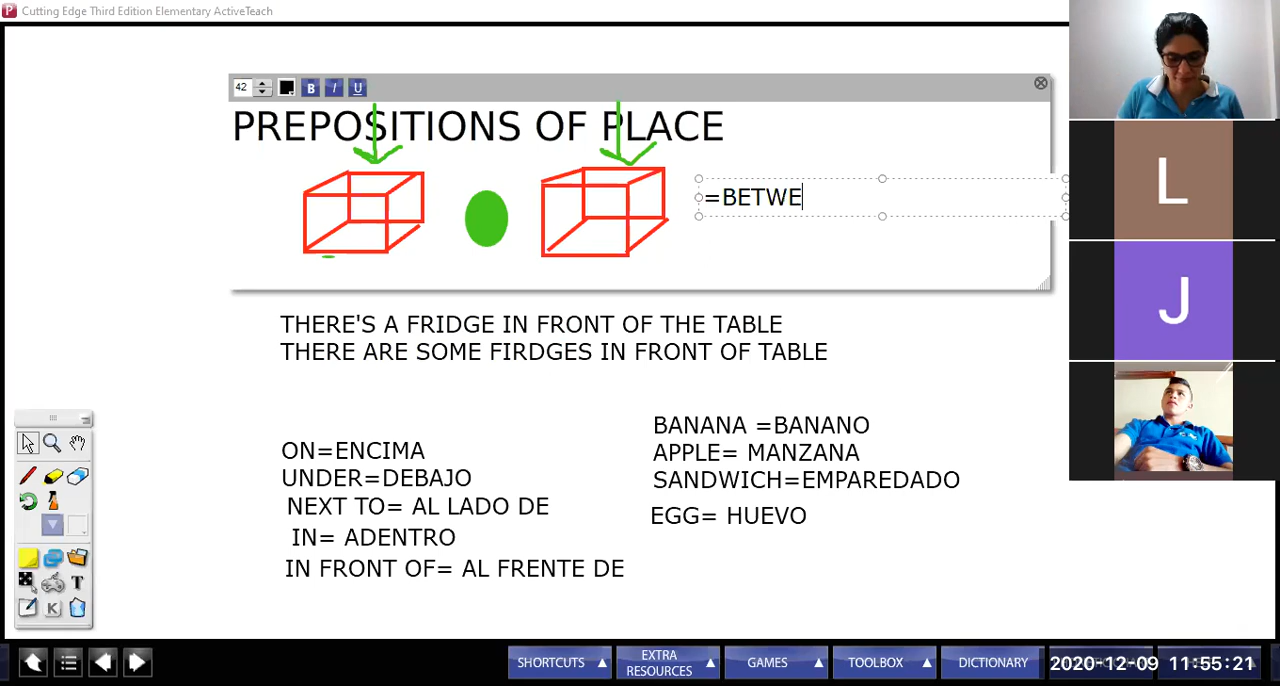 Cutting Edge Third Edition Elementary ActiveTeach
42
B I U
PREPOSITIONS OF PLACE
=BETWE
L
J
THERE'S A FRIDGE IN FRONT OF THE TABLE
THERE ARE SOME FIRDGES IN FRONT OF TABLE
ON=ENCIMA
UNDER=DEBAJO
NEXT TO= AL LADO DE
IN= ADENTRO
IN FRONT OF= AL FRENTE DE
BANANA =BANANO
APPLE= MANZANA
SANDWICH=EMPAREDADO
EGG= HUEVO
T
K
SHORTCUTS
EXTRA
RESOURCES
GAMES
TOOLBOX
DICTIONARY
2020-12-09 11:55:21